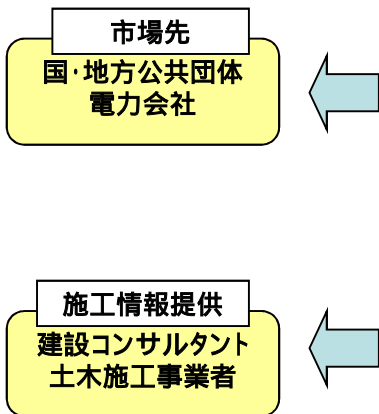 市場先
国・地方公共団体
電力会社
施工情報提供
建設コンサルタント
土木施工事業者